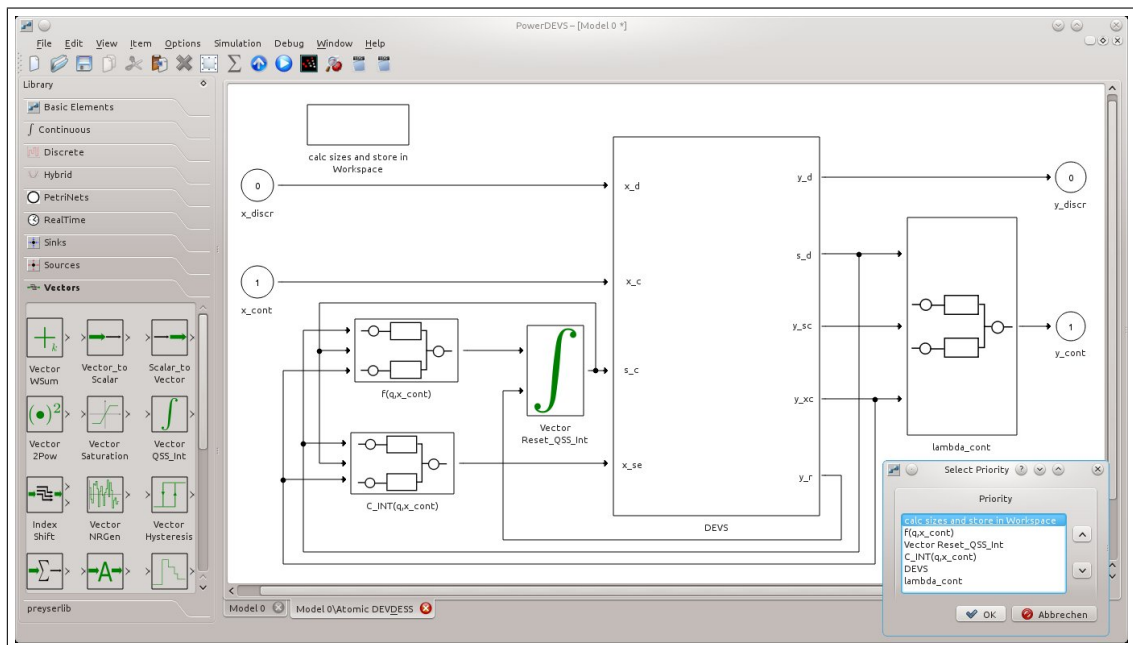 PowerDEVS – [Model 0 *]
File Edit View Item Options Simulation Debug Window Help
Library
Basic Elements
Continuous
Discrete
Hybrid
PetriNets
RealTime
Sinks
Sources
Vectors
Vector WSum
Vector_to Scalar
Scalar_to Vector
Vector 2Pow
Vector Saturation
Vector QSS_Int
Index Shift
Vector NRGen
Vector Hysteresis
preyserlib
calc sizes and store in
Workspace
0
x_discr
1
x_cont
f(q,x_cont)
C_INT(q,x_cont)
Vector
Reset_QSS_Int
x_d
x_c
s_c
x_se
y_d
s_d
y_sc
y_xc
y_r
DEVS
0
y_discr
1
y_cont
lambda_cont
Select Priority
Priority
calc sizes and store in Workspace
f(q,x_cont)
Vector Reset_QSS_Int
C_INT(q,x_cont)
DEVS
lambda_cont
OK Abbrechen
Model 0 Model 0\Atomic DEVDESS